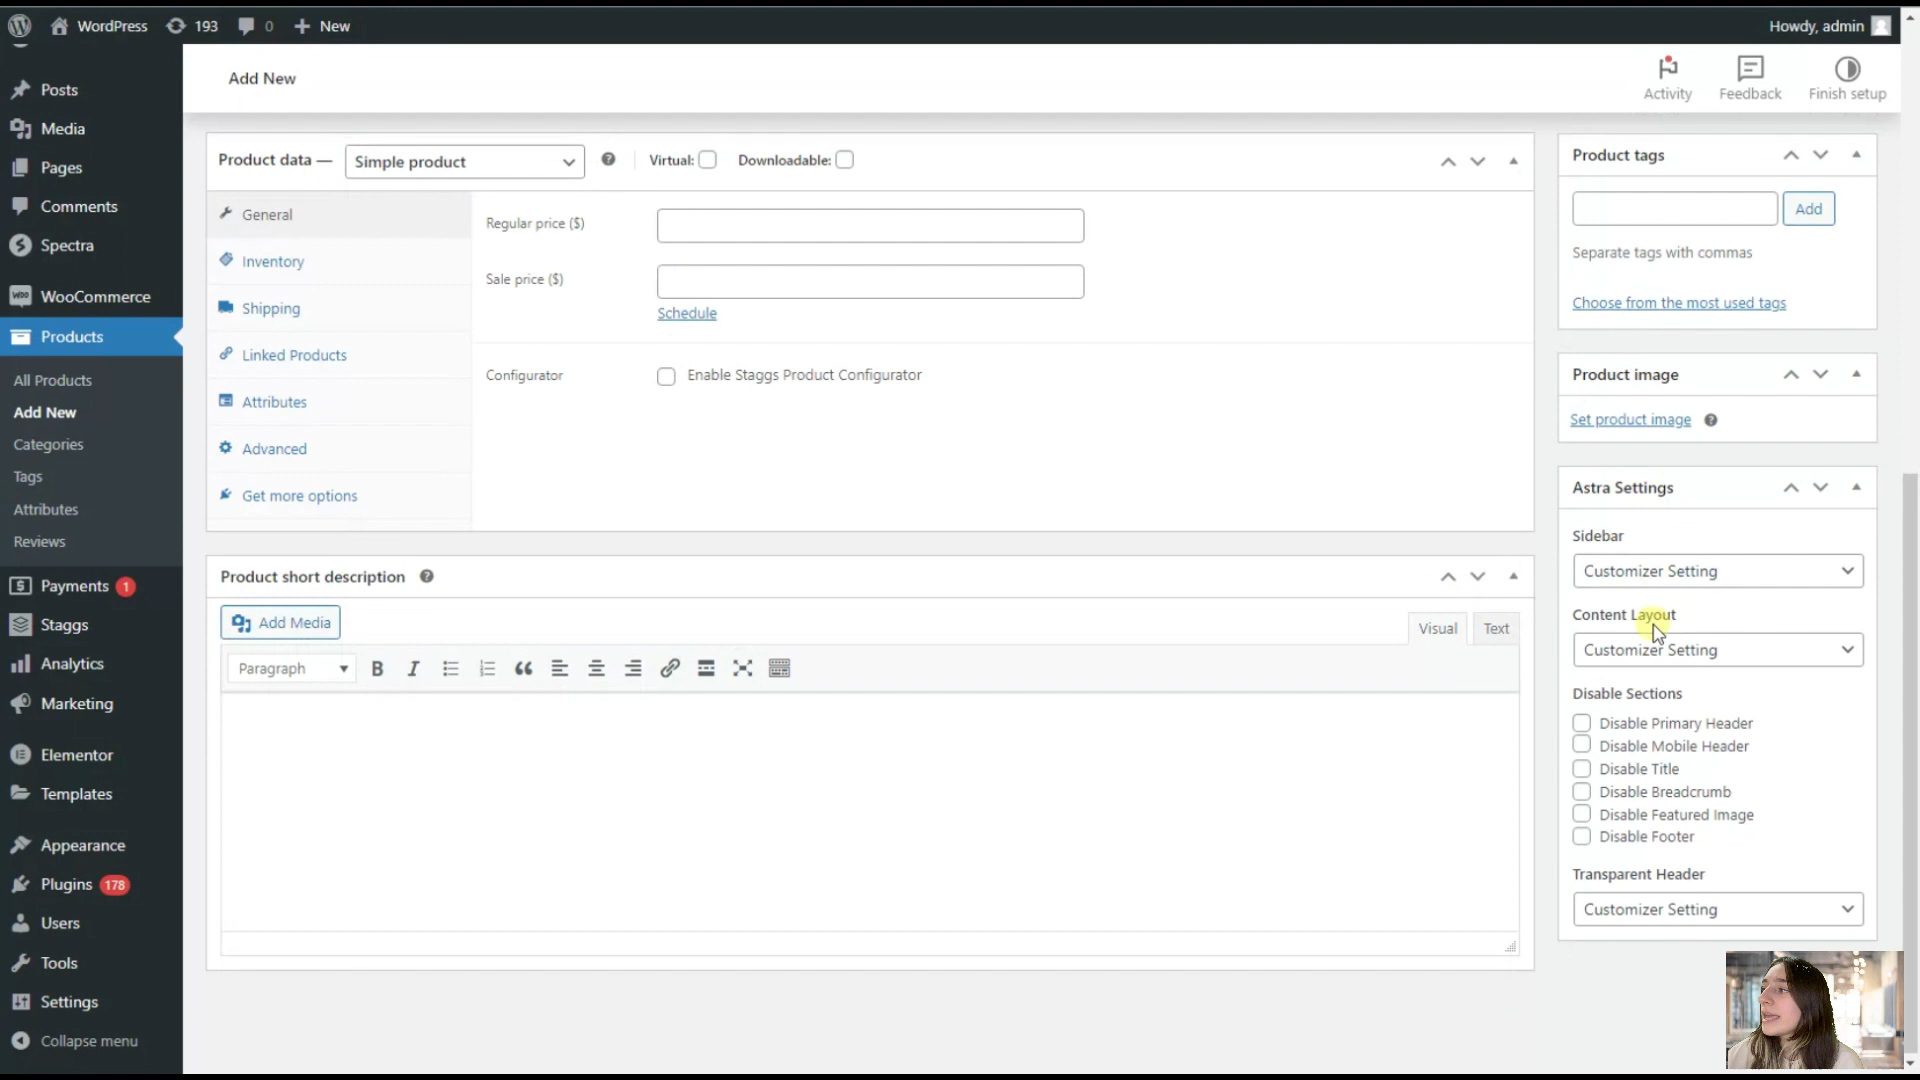 WordPress 193 0 New Howdy, admin
Posts
Media
Pages
Comments
Spectra
WooCommerce
Products
All Products
Add New
Categories
Tags
Attributes
Reviews
Payments 1
Staggs
Analytics
Marketing
Elementor
Templates
Appearance
Plugins 178
Users
Tools
Settings
Collapse menu
Add New
Activity
Feedback
Finish setup
Product data — Simple product Virtual: Downloadable:
General
Inventory
Shipping
Linked Products
Attributes
Advanced
Get more options
Regular price ($)
Sale price ($)
Schedule
Configurator Enable Staggs Product Configurator
Product short description
Add Media
Visual Text
Paragraph
Product tags
Add
Separate tags with commas
Choose from the most used tags
Product image
Set product image
Astra Settings
Sidebar
Customizer Setting
Content Layout
Customizer Setting
Disable Sections
Disable Primary Header
Disable Mobile Header
Disable Title
Disable Breadcrumb
Disable Featured Image
Disable Footer
Transparent Header
Customizer Setting